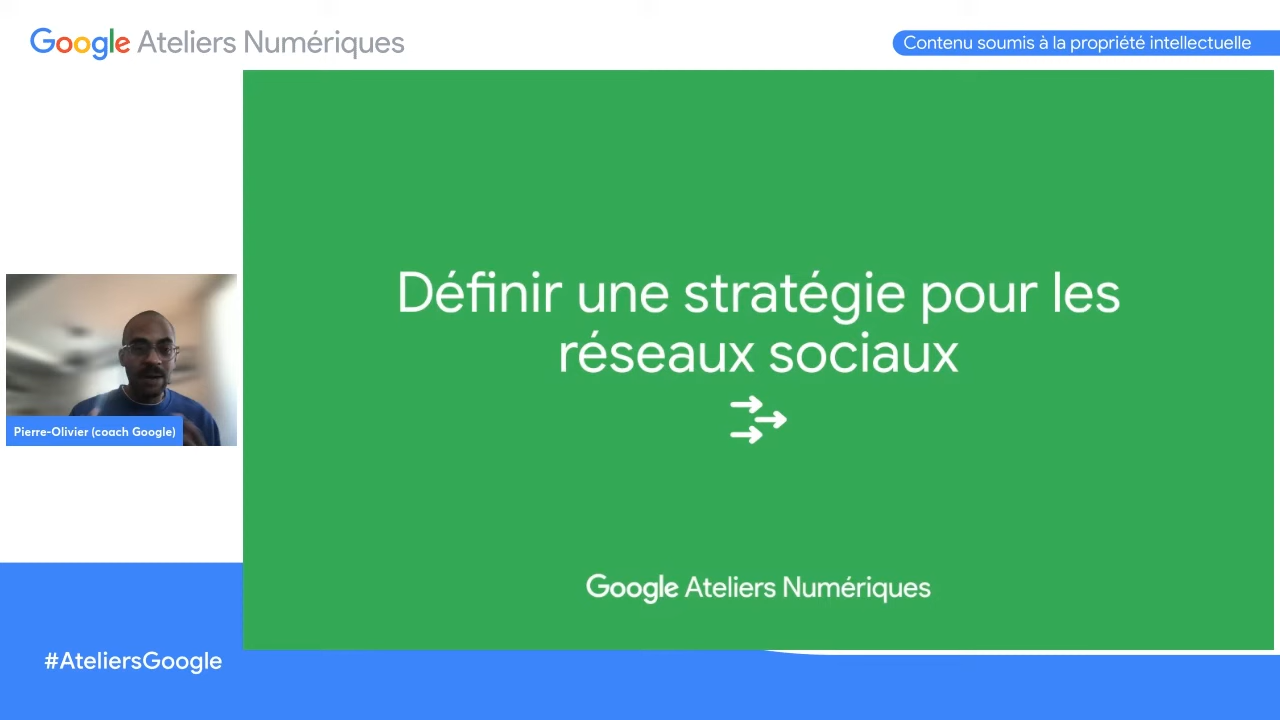 Google Ateliers Numériques
Contenu soumis à la propriété intellectuelle
Définir une stratégie pour les
réseaux sociaux
Pierre-Olivier (coach Google)
Google Ateliers Numériques
#AteliersGoogle